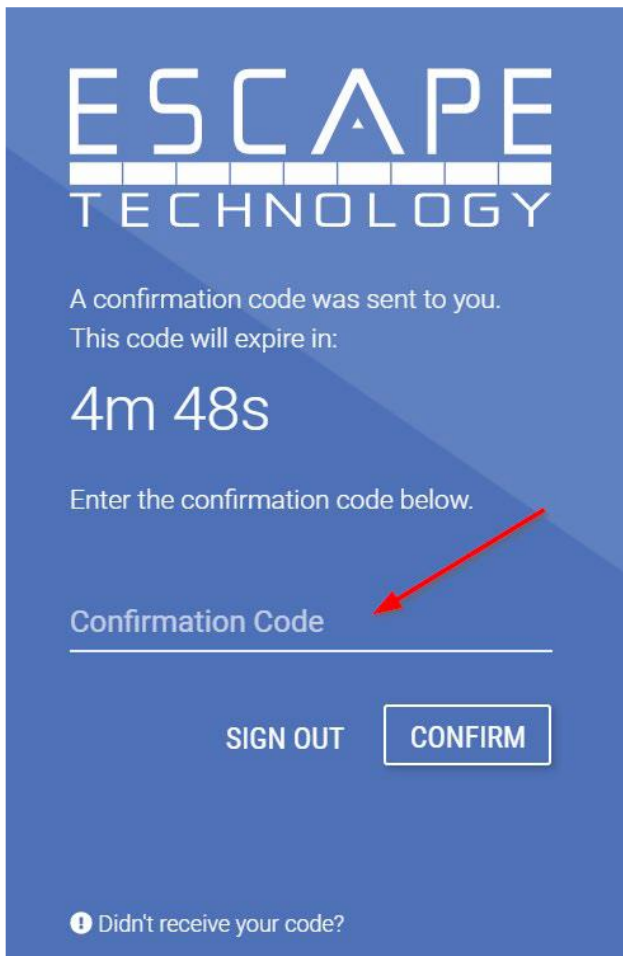 ESCAPE
TECHNOLOGY
A confirmation code was sent to you.
This code will expire in:
4m 48s
Enter the confirmation code below.
Confirmation Code
SIGN OUT CONFIRM
Didn't receive your code?